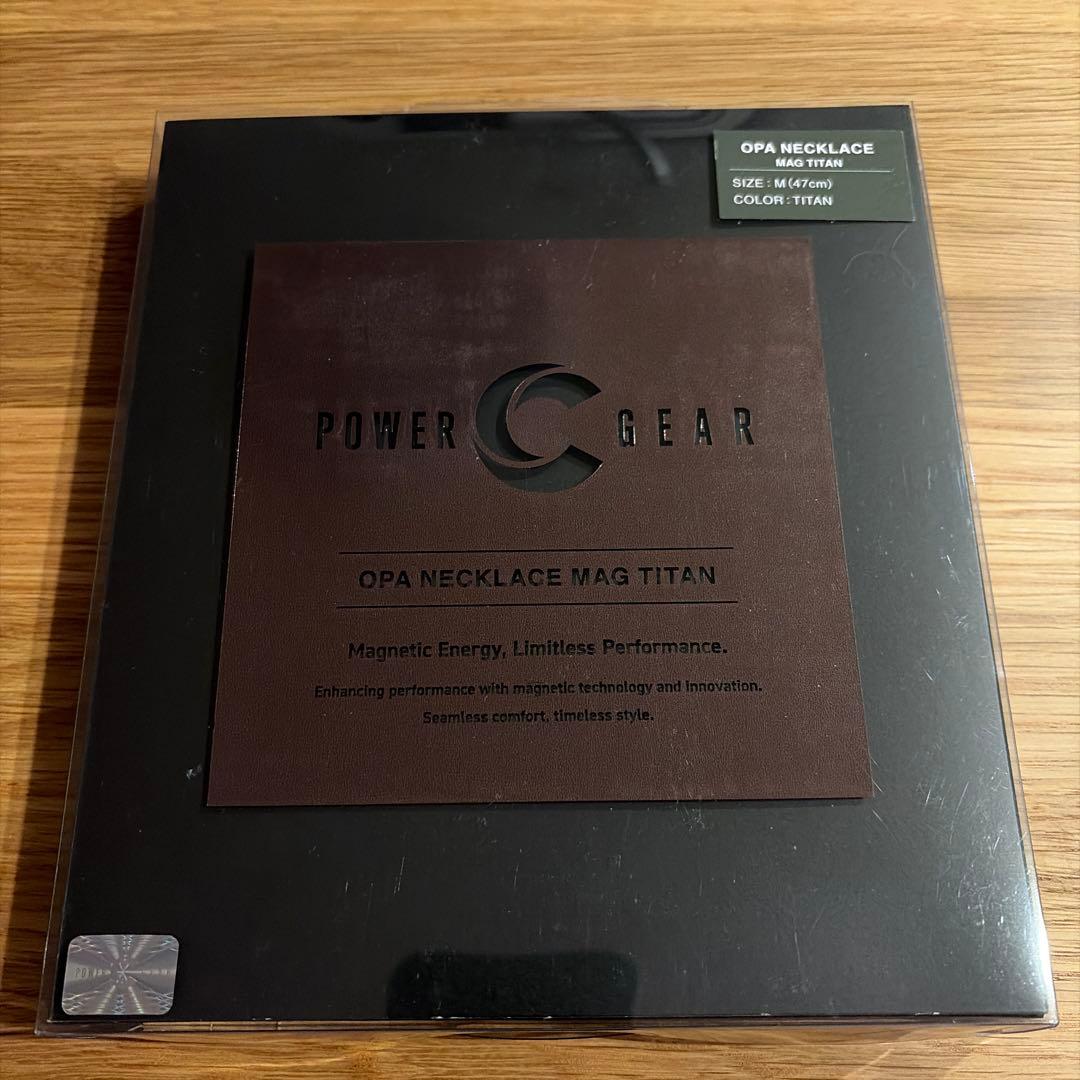 OPA NECKLACE
MAG TITAN
SIZE : M (47cm)
COLOR : TITAN
POWER GEAR
OPA NECKLACE MAG TITAN
Magnetic Energy, Limitless Performance.
Enhancing performance with magnetic technology and innovation.
Seamless comfort, timeless style.